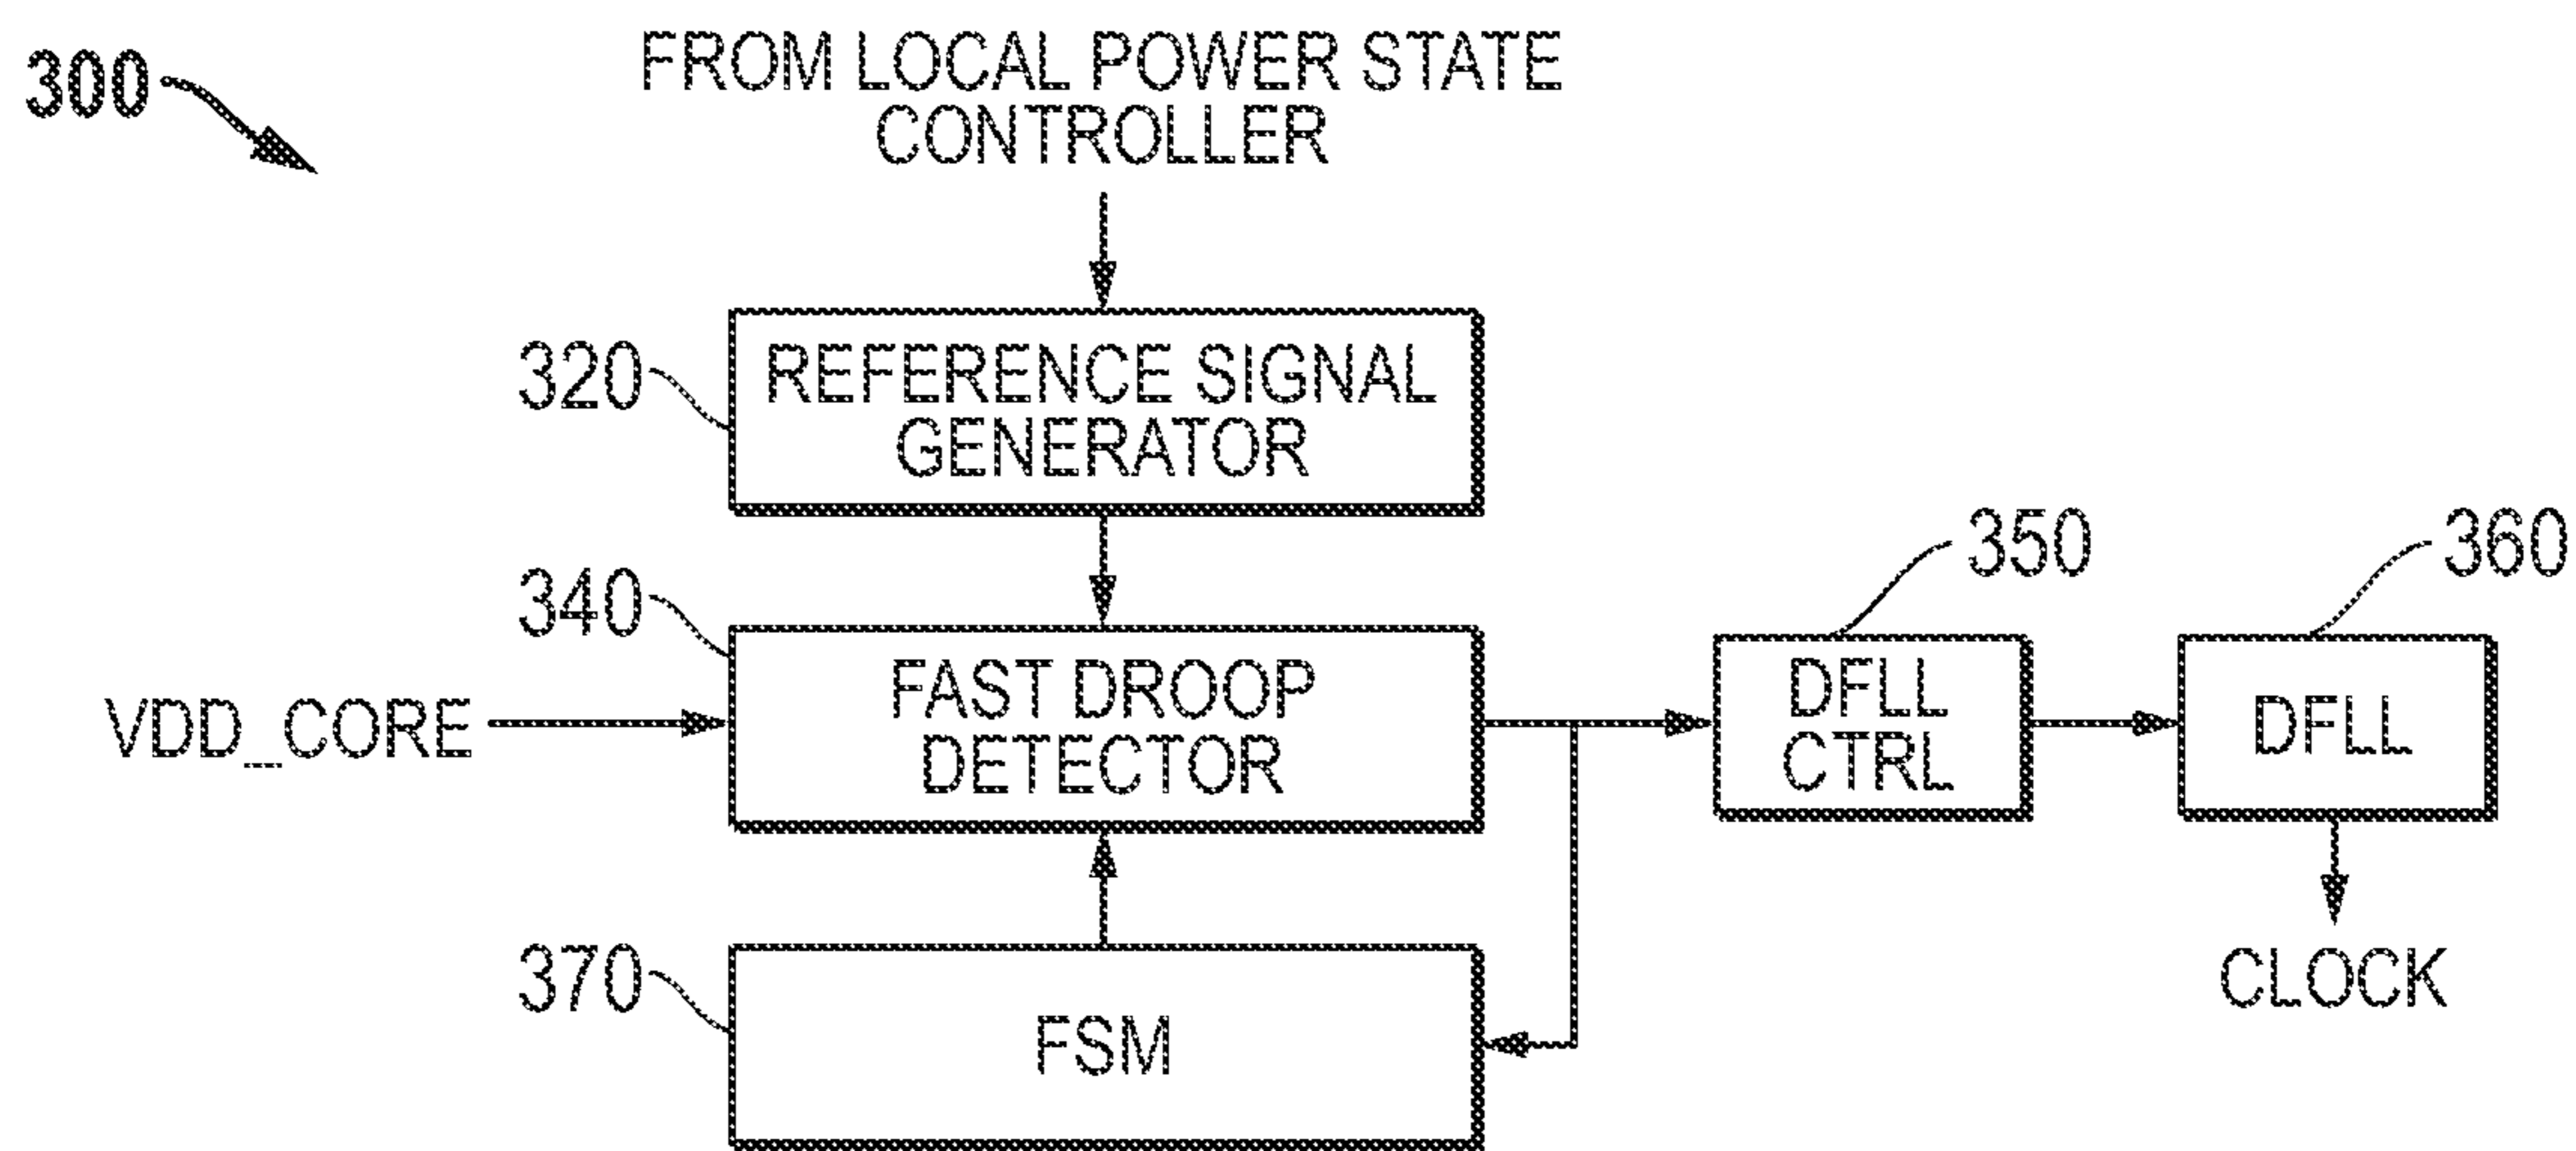 300
FROM LOCAL POWER STATE
CONTROLLER
320
REFERENCE SIGNAL
GENERATOR
340
VDD_CORE
FAST DROOP
DETECTOR
350
DFLL
CTRL
360
DFLL
370
FSM
CLOCK